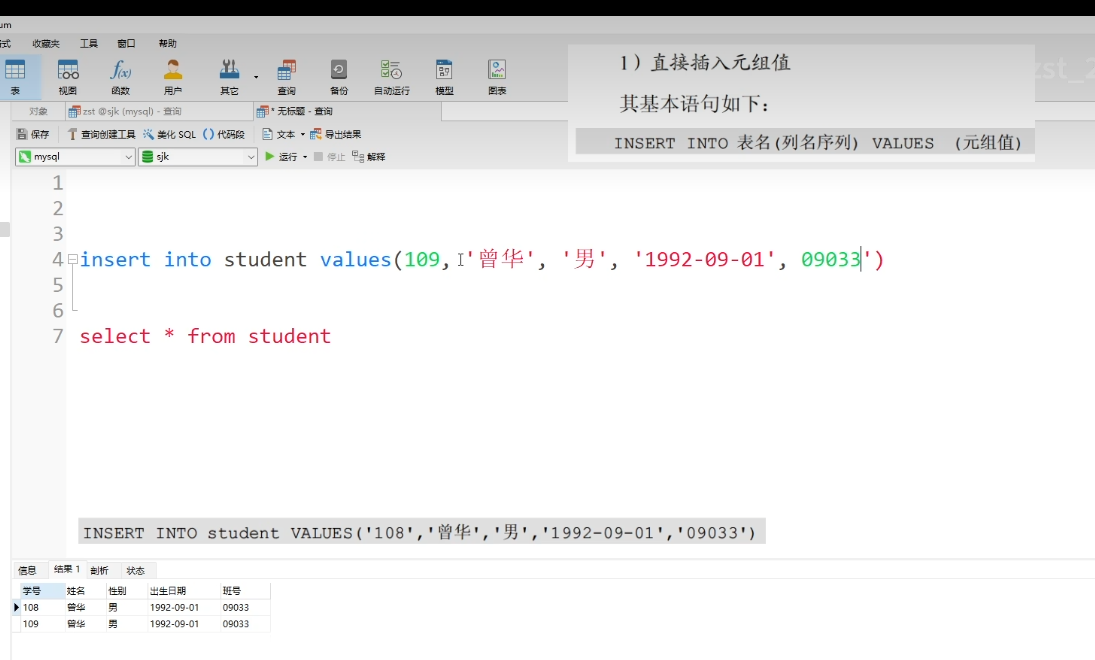 um
式 收藏夹 工具 窗口 帮助
表 视图 f(x) 函数 用户 其它 查询 备份 自动运行 模型 图表
1）直接插入元组值
其基本语句如下：
INSERT INTO 表名(列名序列) VALUES (元组值)
对象 zst @sjk (mysql) - 查询 * 无标题 - 查询
保存 查询创建工具 美化 SQL () 代码段 文本 导出结果
mysql sjk 运行 停止 解释
1
2
3
4 insert into student values(109, '曾华', '男', '1992-09-01', 09033')
5
6
7 select * from student
INSERT INTO student VALUES('108','曾华','男','1992-09-01','09033')
信息 结果 1 剖析 状态
学号 姓名 性别 出生日期 班号
108 曾华 男 1992-09-01 09033
109 曾华 男 1992-09-01 09033